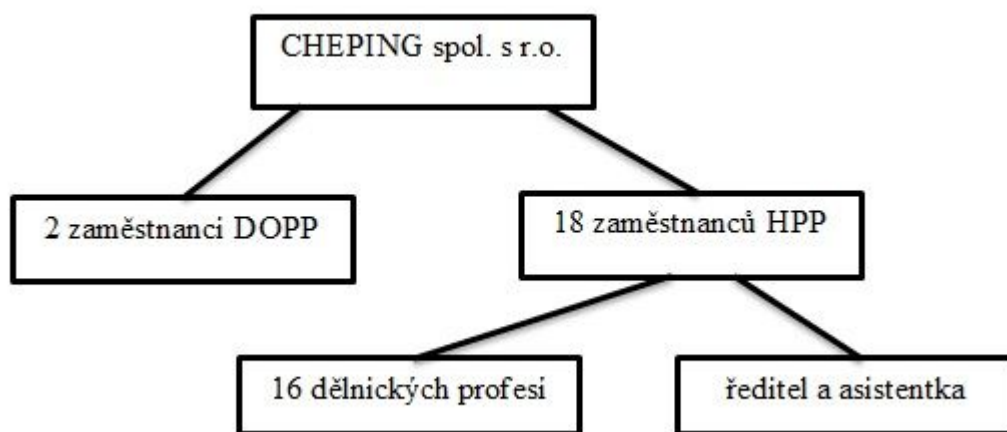 CHEPING spol. s r.o.
2 zaměstnanci DOPP
18 zaměstnanců HPP
16 dělnických profesí
ředitel a asistentka